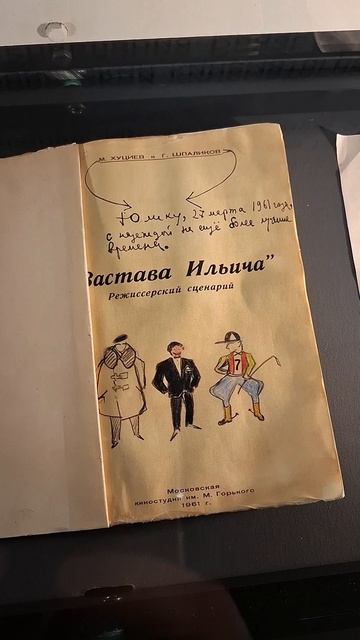 М. ХУЦИЕВ и Г. ШПАЛИКОВ
Юлику, 27 марта 1961 года,
с надеждой на ещё более лучшие
времена.
Застава Ильича"
Режиссерский сценарий
7
Московская
киностудия им. М. Горького
1961 г.